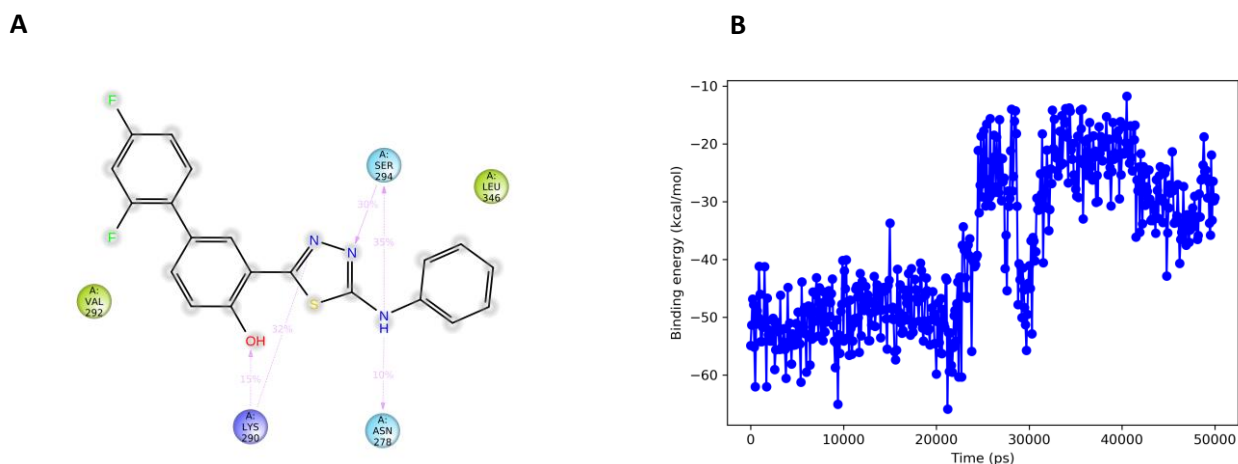 A
B
F
F
A:
SER
294
A:
LEU
346
30%
35%
N
N
S
N
H
A:
VAL
292
32%
OH
15%
10%
A:
LYS
290
A:
ASN
278
Binding energy (kcal/mol)
−10
−20
−30
−40
−50
−60
0
10000
20000
30000
40000
50000
Time (ps)